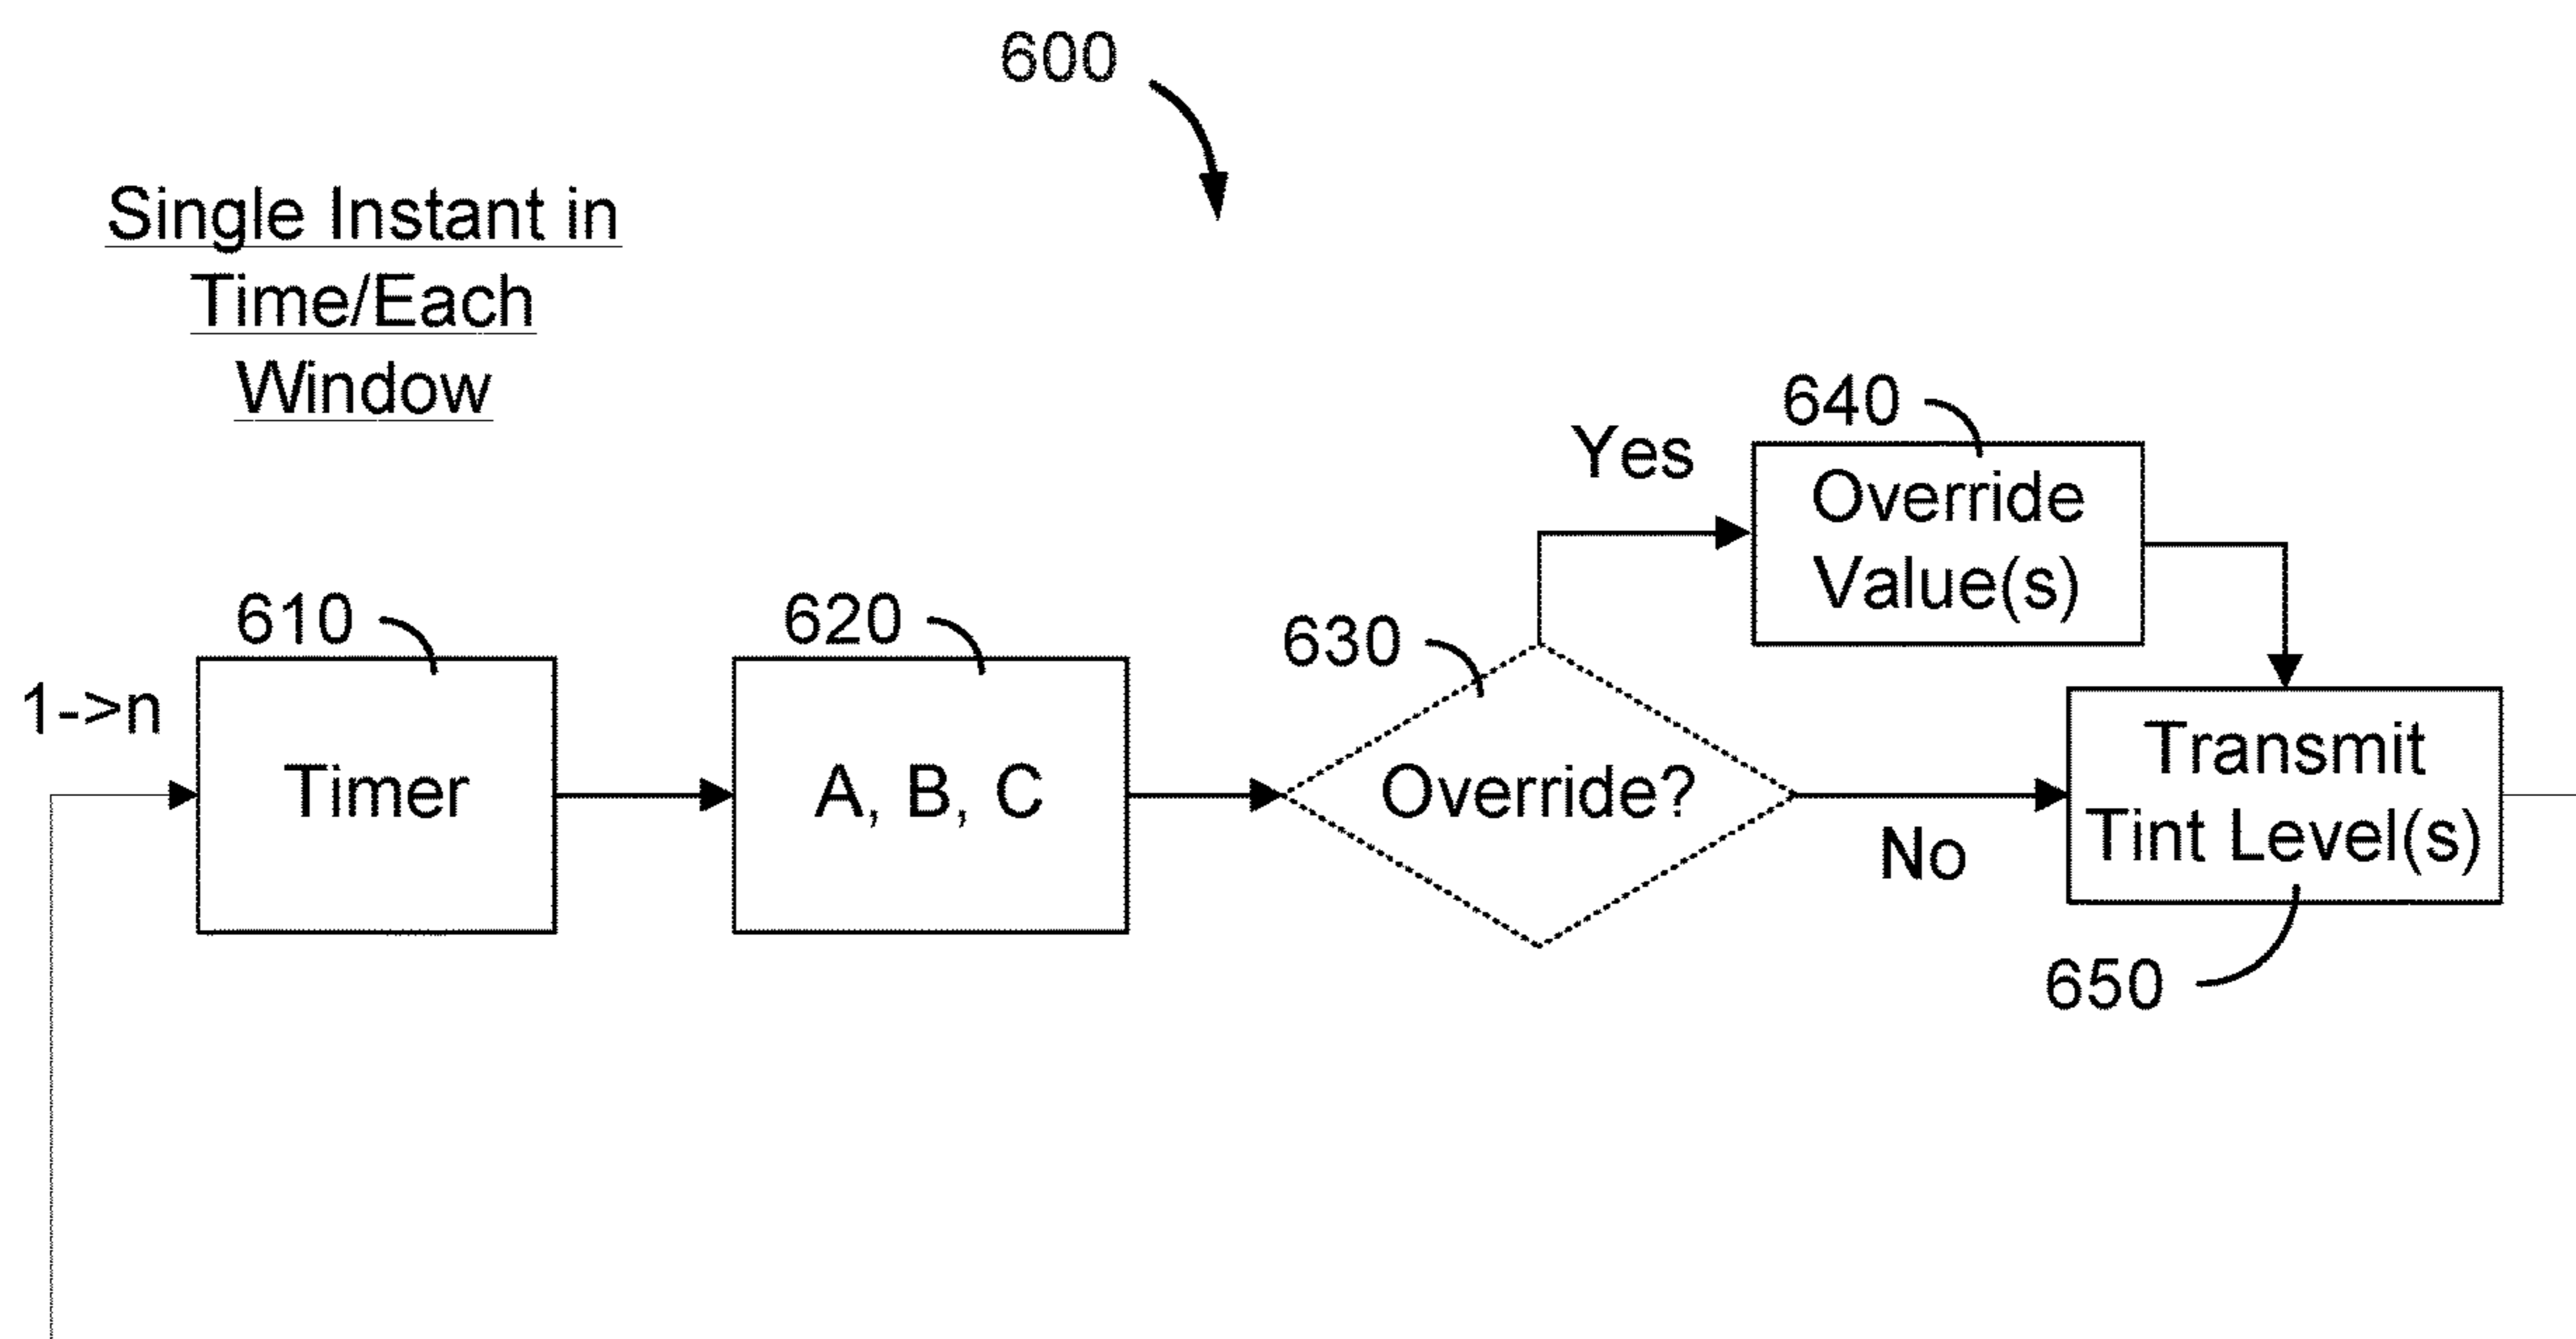 600
Single Instant in
Time/Each
Window
640
Yes
Override
Value(s)
610
620
630
1->n
Timer
A, B, C
Override?
Transmit
Tint Level(s)
No
650